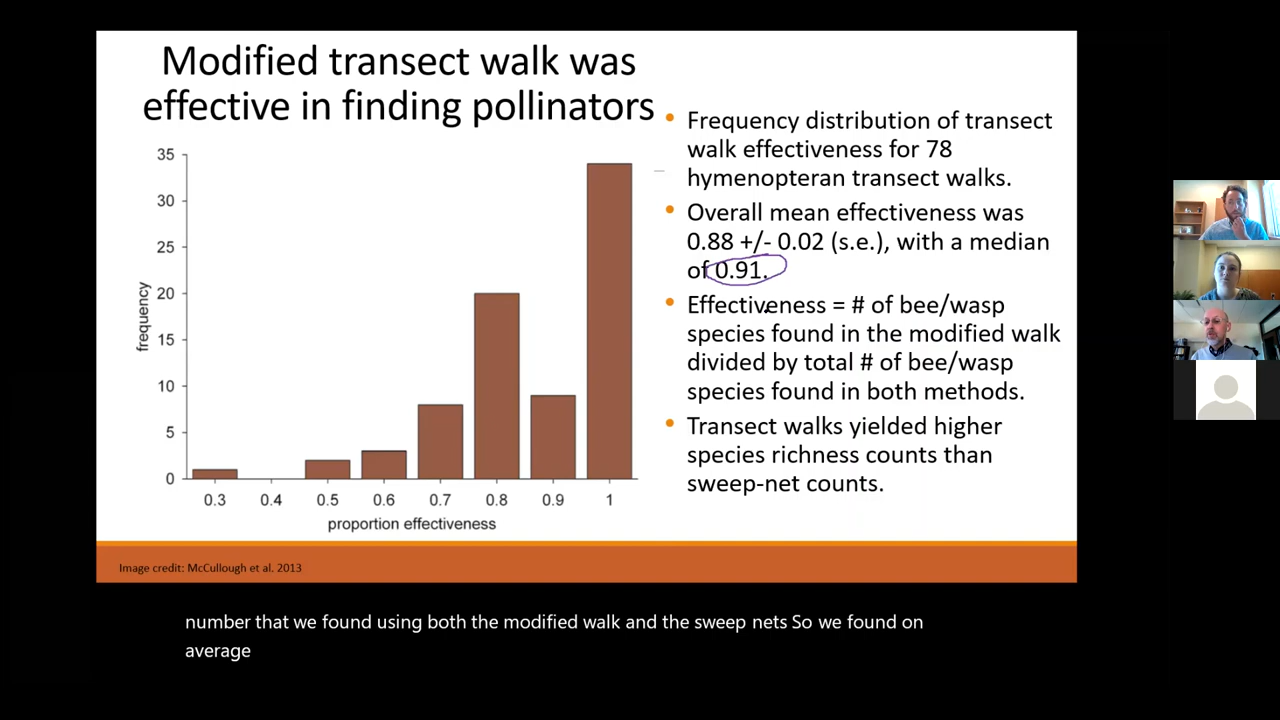 Modified transect walk was
effective in finding pollinators
35
30
25
20
15
10
5
0
frequency
0.3 0.4 0.5 0.6 0.7 0.8 0.9 1
proportion effectiveness
• Frequency distribution of transect
walk effectiveness for 78
hymenopteran transect walks.
• Overall mean effectiveness was
0.88 +/- 0.02 (s.e.), with a median
of 0.91.
• Effectiveness = # of bee/wasp
species found in the modified walk
divided by total # of bee/wasp
species found in both methods.
• Transect walks yielded higher
species richness counts than
sweep-net counts.
Image credit: McCullough et al. 2013
number that we found using both the modified walk and the sweep nets So we found on
average